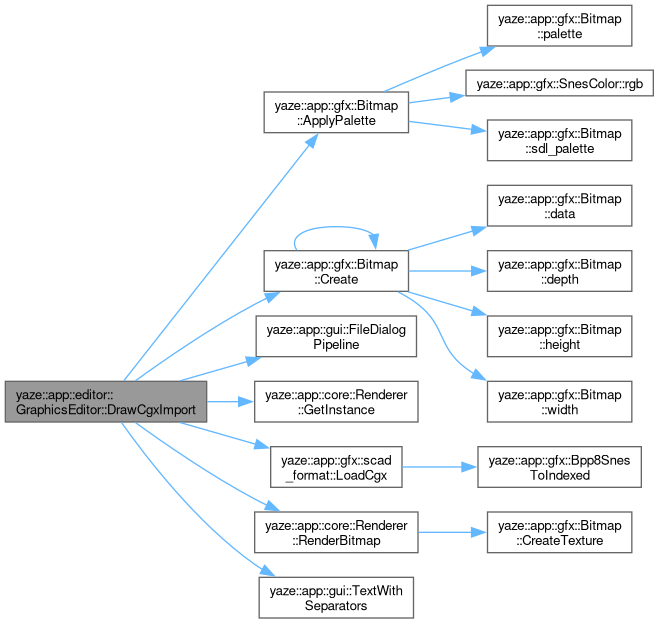 yaze::app::editor::
GraphicsEditor::DrawCgxImport
yaze::app::gfx::Bitmap
::ApplyPalette
yaze::app::gfx::Bitmap
::palette
yaze::app::gfx::SnesColor::rgb
yaze::app::gfx::Bitmap
::sdl_palette
yaze::app::gfx::Bitmap
::Create
yaze::app::gfx::Bitmap
::data
yaze::app::gfx::Bitmap
::depth
yaze::app::gfx::Bitmap
::height
yaze::app::gfx::Bitmap
::width
yaze::app::gui::FileDialog
Pipeline
yaze::app::core::Renderer
::GetInstance
yaze::app::gfx::scad
_format::LoadCgx
yaze::app::gfx::Bpp8Snes
ToIndexed
yaze::app::core::Renderer
::RenderBitmap
yaze::app::gfx::Bitmap
::CreateTexture
yaze::app::gui::TextWith
Separators